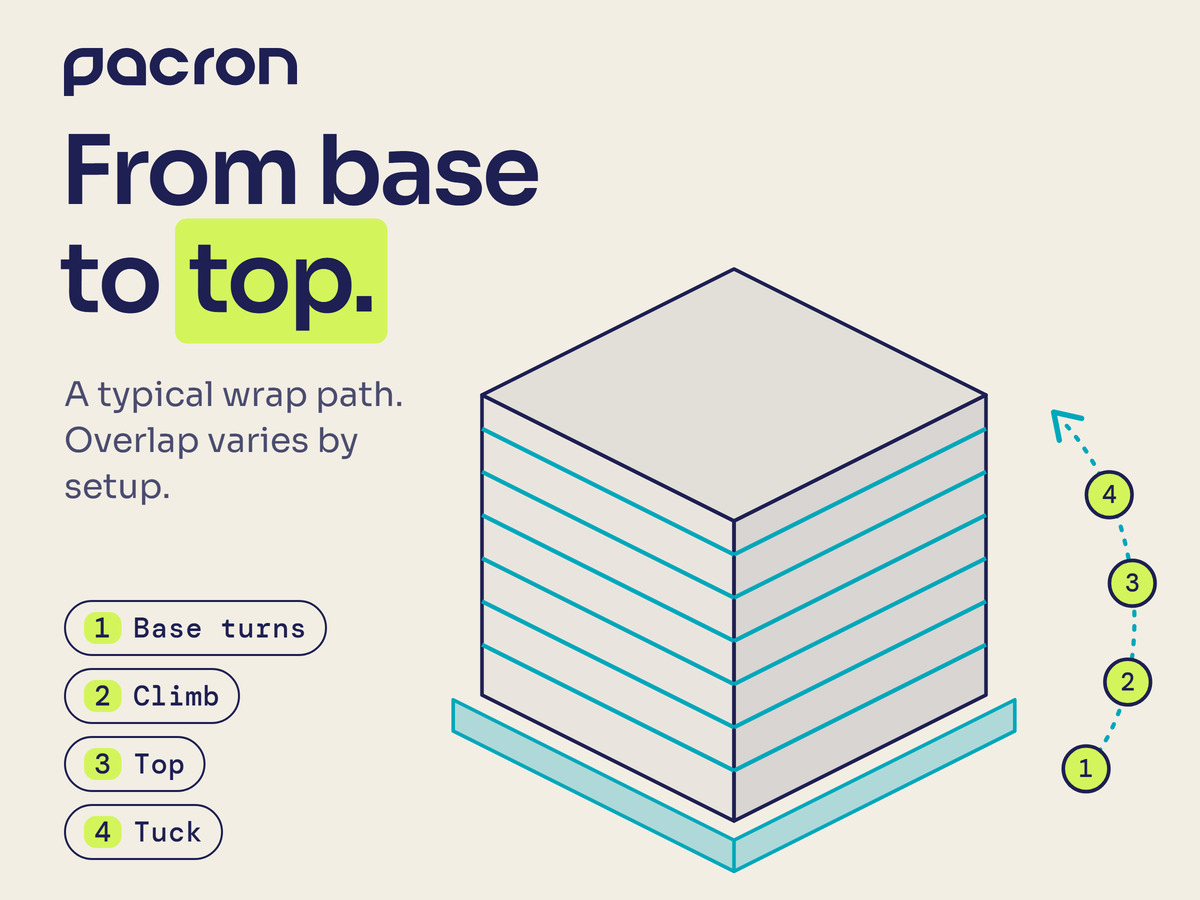 pacron
From base
to top.
A typical wrap path.
Overlap varies by
setup.
1 Base turns
2 Climb
3 Top
4 Tuck
4
3
2
1